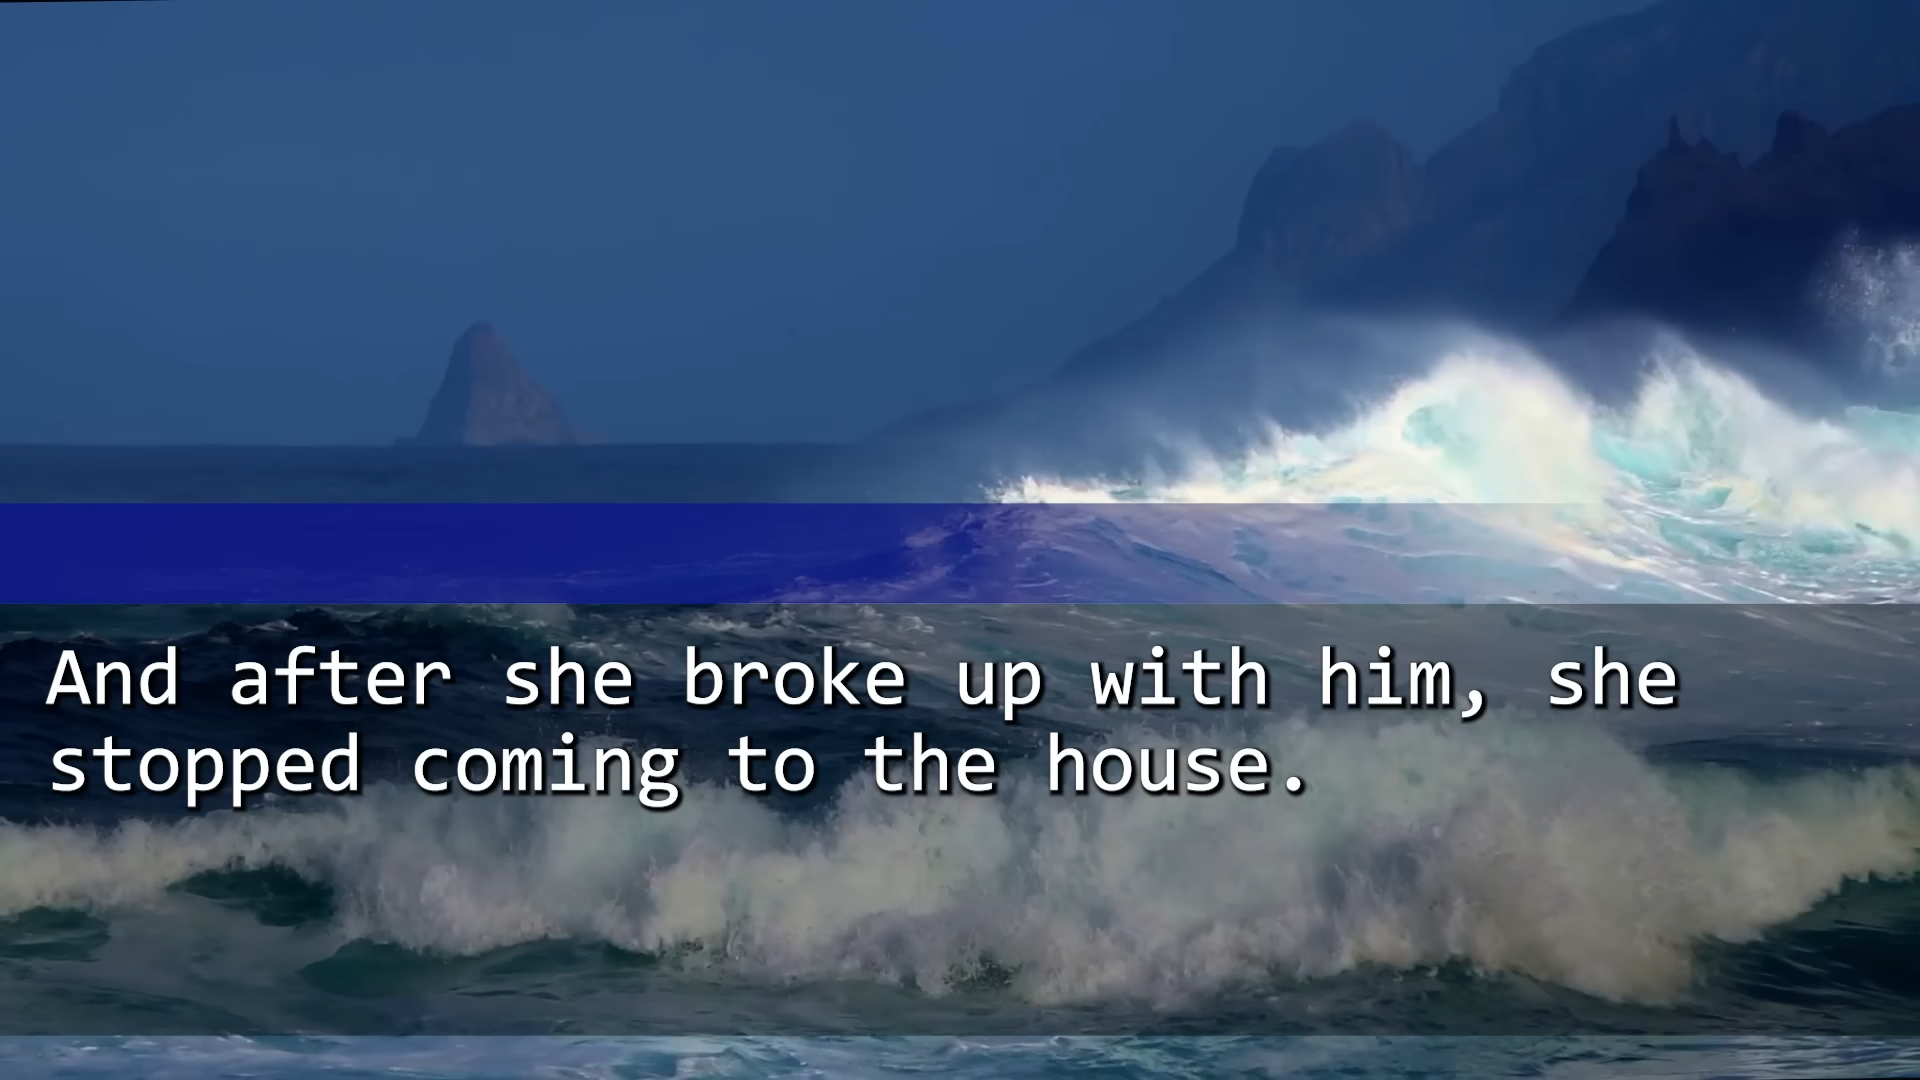 And after she broke up with him, she
stopped coming to the house.